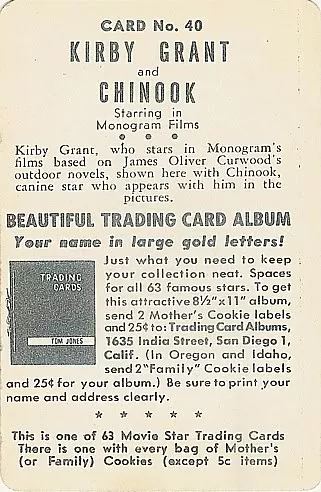 CARD No. 40
KIRBY GRANT
and
CHINOOK
Starring in
Monogram Films
Kirby Grant, who stars in Monogram's
films based on James Oliver Curwood's
outdoor novels, shown here with Chinook,
canine star who appears with him in the
pictures.
BEAUTIFUL TRADING CARD ALBUM
Your name in large gold letters!
TRADING
CARDS
TOM JONES
Just what you need to keep
your collection neat. Spaces
for all 63 famous stars. To get
this attractive 8½"x11" album,
send 2 Mother's Cookie labels
and 25¢ to: Trading Card Albums,
1635 India Street, San Diego 1,
Calif. (In Oregon and Idaho,
send 2 "Family" Cookie labels
and 25¢ for your album.) Be sure to print your
name and address clearly.
* * * * *
This is one of 63 Movie Star Trading Cards
There is one with every bag of Mother's
(or Family) Cookies (except 5c items)